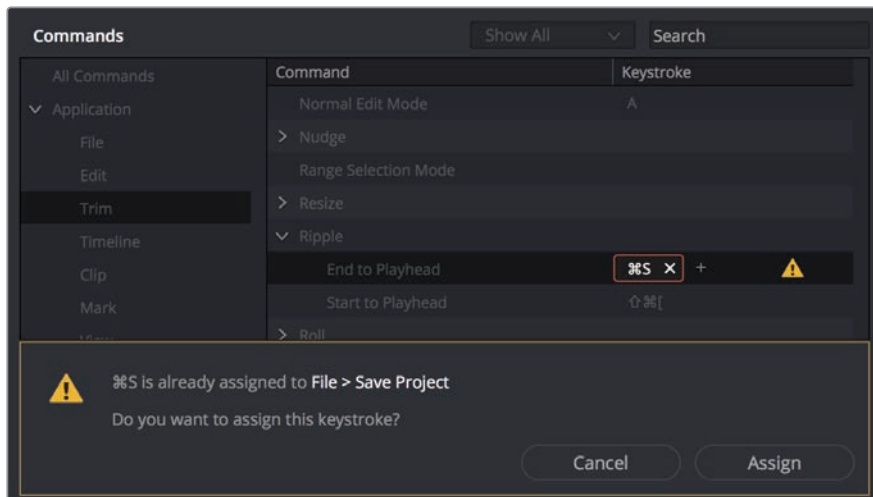 Commands
Show All
Search
All Commands
Application
File
Edit
Trim
Timeline
Clip
Mark
View
Command Keystroke
Normal Edit Mode A
Nudge
Range Selection Mode
Resize
Ripple
End to Playhead ⌘S × +
Start to Playhead ⇧⌘[
Roll
⌘S is already assigned to File > Save Project
Do you want to assign this keystroke?
Cancel
Assign